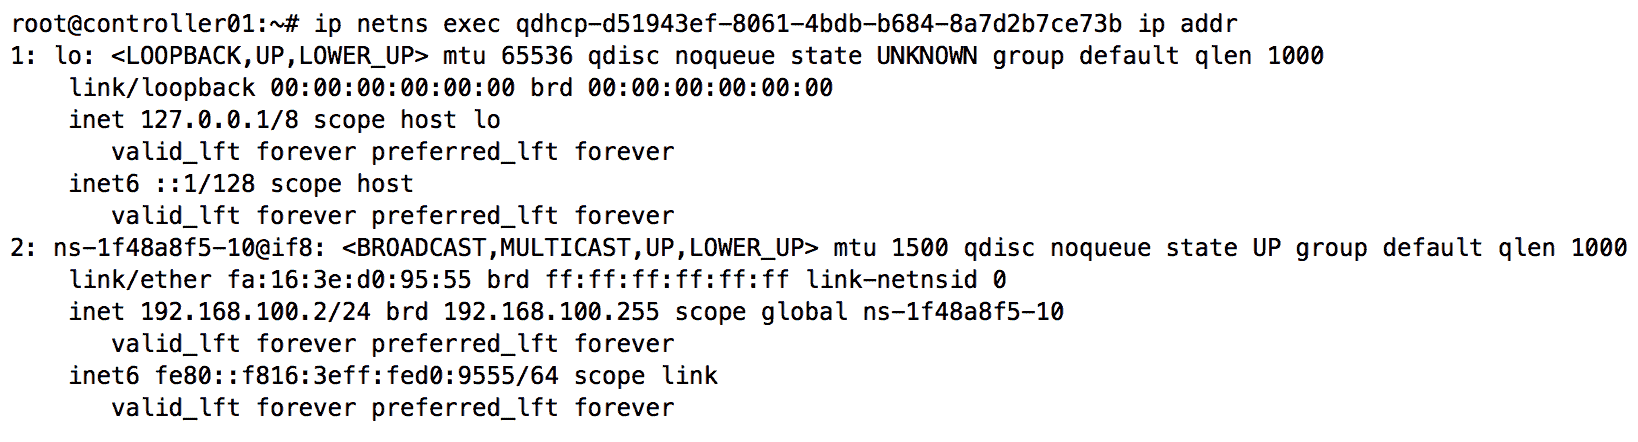 root@controller01:~# ip netns exec qdhcp-d51943ef-8061-4bdb-b684-8a7d2b7ce73b ip addr
1: lo: <LOOPBACK,UP,LOWER_UP> mtu 65536 qdisc noqueue state UNKNOWN group default qlen 1000
    link/loopback 00:00:00:00:00:00 brd 00:00:00:00:00:00
    inet 127.0.0.1/8 scope host lo
       valid_lft forever preferred_lft forever
    inet6 ::1/128 scope host
       valid_lft forever preferred_lft forever
2: ns-1f48a8f5-10@if8: <BROADCAST,MULTICAST,UP,LOWER_UP> mtu 1500 qdisc noqueue state UP group default qlen 1000
    link/ether fa:16:3e:d0:95:55 brd ff:ff:ff:ff:ff:ff link-netnsid 0
    inet 192.168.100.2/24 brd 192.168.100.255 scope global ns-1f48a8f5-10
       valid_lft forever preferred_lft forever
    inet6 fe80::f816:3eff:fed0:9555/64 scope link
       valid_lft forever preferred_lft forever